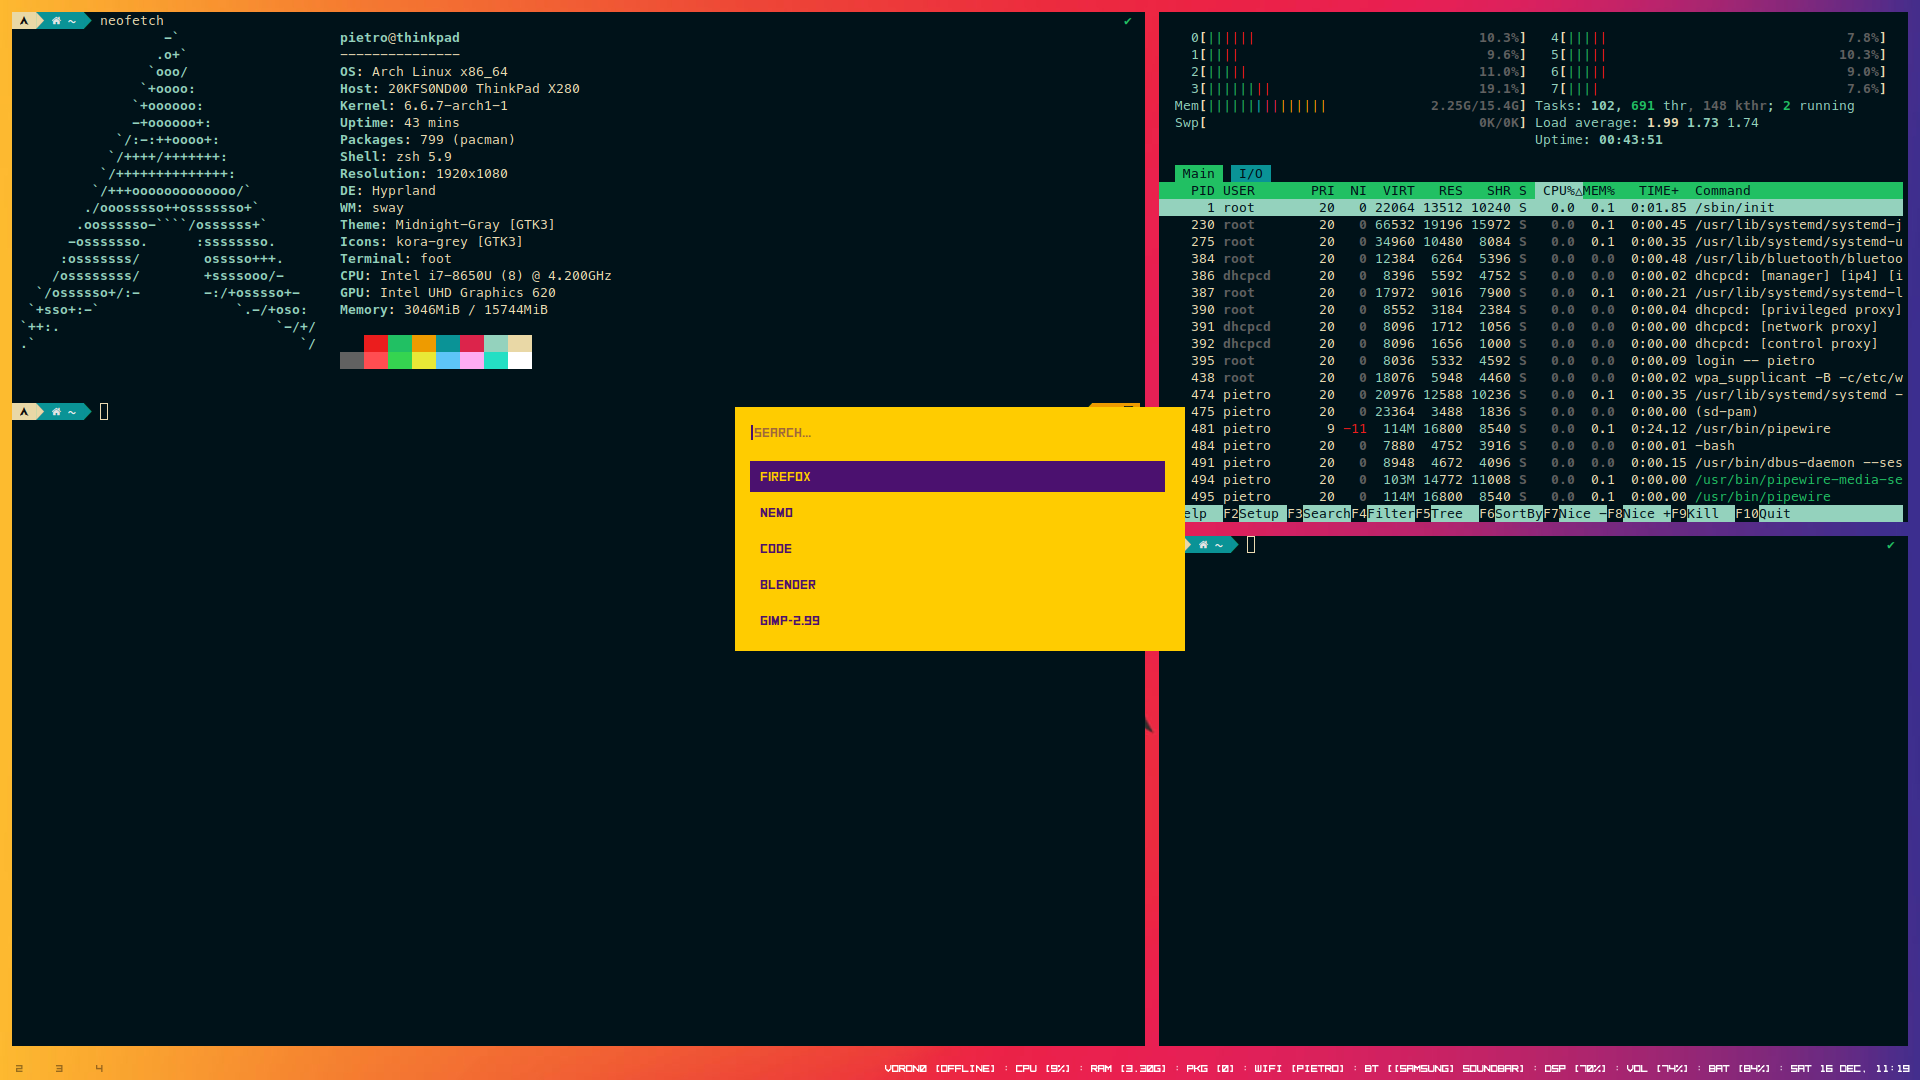 ~ neofetch ✔
-`
.o+`
`ooo/
`+oooo:
`+oooooo:
-+oooooo+:
`/:-:++oooo+:
`/++++/+++++++:
`/++++++++++++++:
`/+++ooooooooooooo/`
./ooosssso++osssssso+`
.oossssso-````/ossssss+`
-osssssso. :ssssssso.
:osssssss/ osssso+++.
/ossssssss/ +ssssooo/-
`/ossssso+/:- -:/+osssso+-
`+sso+:-` `.-/+oso:
`++:. `-/+/
.` `/
pietro@thinkpad
---------------
OS: Arch Linux x86_64
Host: 20KFS0ND00 ThinkPad X280
Kernel: 6.6.7-arch1-1
Uptime: 43 mins
Packages: 799 (pacman)
Shell: zsh 5.9
Resolution: 1920x1080
DE: Hyprland
WM: sway
Theme: Midnight-Gray [GTK3]
Icons: kora-grey [GTK3]
Terminal: foot
CPU: Intel i7-8650U (8) @ 4.200GHz
GPU: Intel UHD Graphics 620
Memory: 3046MiB / 15744MiB
~
0[|||||| 10.3%] 4[||||| 7.8%]
1[|||| 9.6%] 5[||||| 10.3%]
2[||||| 11.0%] 6[||||| 9.0%]
3[|||||||| 19.1%] 7[|||| 7.6%]
Mem[||||||||||||||| 2.25G/15.4G] Tasks: 102, 691 thr, 148 kthr; 2 running
Swp[ 0K/0K] Load average: 1.99 1.73 1.74
Uptime: 00:43:51
Main I/O
PID USER PRI NI VIRT RES SHR S CPU%△MEM% TIME+ Command
1 root 20 0 22064 13512 10240 S 0.0 0.1 0:01.85 /sbin/init
230 root 20 0 66532 19196 15972 S 0.0 0.1 0:00.45 /usr/lib/systemd/systemd-j
275 root 20 0 34960 10480 8084 S 0.0 0.1 0:00.35 /usr/lib/systemd/systemd-u
384 root 20 0 12384 6264 5396 S 0.0 0.0 0:00.48 /usr/lib/bluetooth/bluetoo
386 dhcpcd 20 0 8396 5592 4752 S 0.0 0.0 0:00.02 dhcpcd: [manager] [ip4] [i
387 root 20 0 17972 9016 7900 S 0.0 0.1 0:00.21 /usr/lib/systemd/systemd-l
390 root 20 0 8552 3184 2384 S 0.0 0.0 0:00.04 dhcpcd: [privileged proxy]
391 dhcpcd 20 0 8096 1712 1056 S 0.0 0.0 0:00.00 dhcpcd: [network proxy]
392 dhcpcd 20 0 8096 1656 1000 S 0.0 0.0 0:00.00 dhcpcd: [control proxy]
395 root 20 0 8036 5332 4592 S 0.0 0.0 0:00.09 login -- pietro
438 root 20 0 18076 5948 4460 S 0.0 0.0 0:00.02 wpa_supplicant -B -c/etc/w
474 pietro 20 0 20976 12588 10236 S 0.0 0.1 0:00.35 /usr/lib/systemd/systemd -
475 pietro 20 0 23364 3488 1836 S 0.0 0.0 0:00.00 (sd-pam)
481 pietro 9 -11 114M 16800 8540 S 0.0 0.1 0:24.12 /usr/bin/pipewire
484 pietro 20 0 7880 4752 3916 S 0.0 0.0 0:00.01 -bash
491 pietro 20 0 8948 4672 4096 S 0.0 0.0 0:00.15 /usr/bin/dbus-daemon --ses
494 pietro 20 0 103M 14772 11008 S 0.0 0.1 0:00.00 /usr/bin/pipewire-media-se
495 pietro 20 0 114M 16800 8540 S 0.0 0.1 0:00.00 /usr/bin/pipewire
elp F2Setup F3SearchF4FilterF5Tree F6SortByF7Nice -F8Nice +F9Kill F10Quit
~ ✔
SEARCH...
FIREFOX
NEMO
CODE
BLENDER
GIMP-2.99
2 3 4
VORON0 [OFFLINE] : CPU [9%] : RAM [3.30G] : PKG [0] : WIFI [PIETRO] : BT [[SAMSUNG] SOUNDBAR] : DSP [70%] : VOL [74%] : BAT [84%] : SAT 16 DEC, 11:19